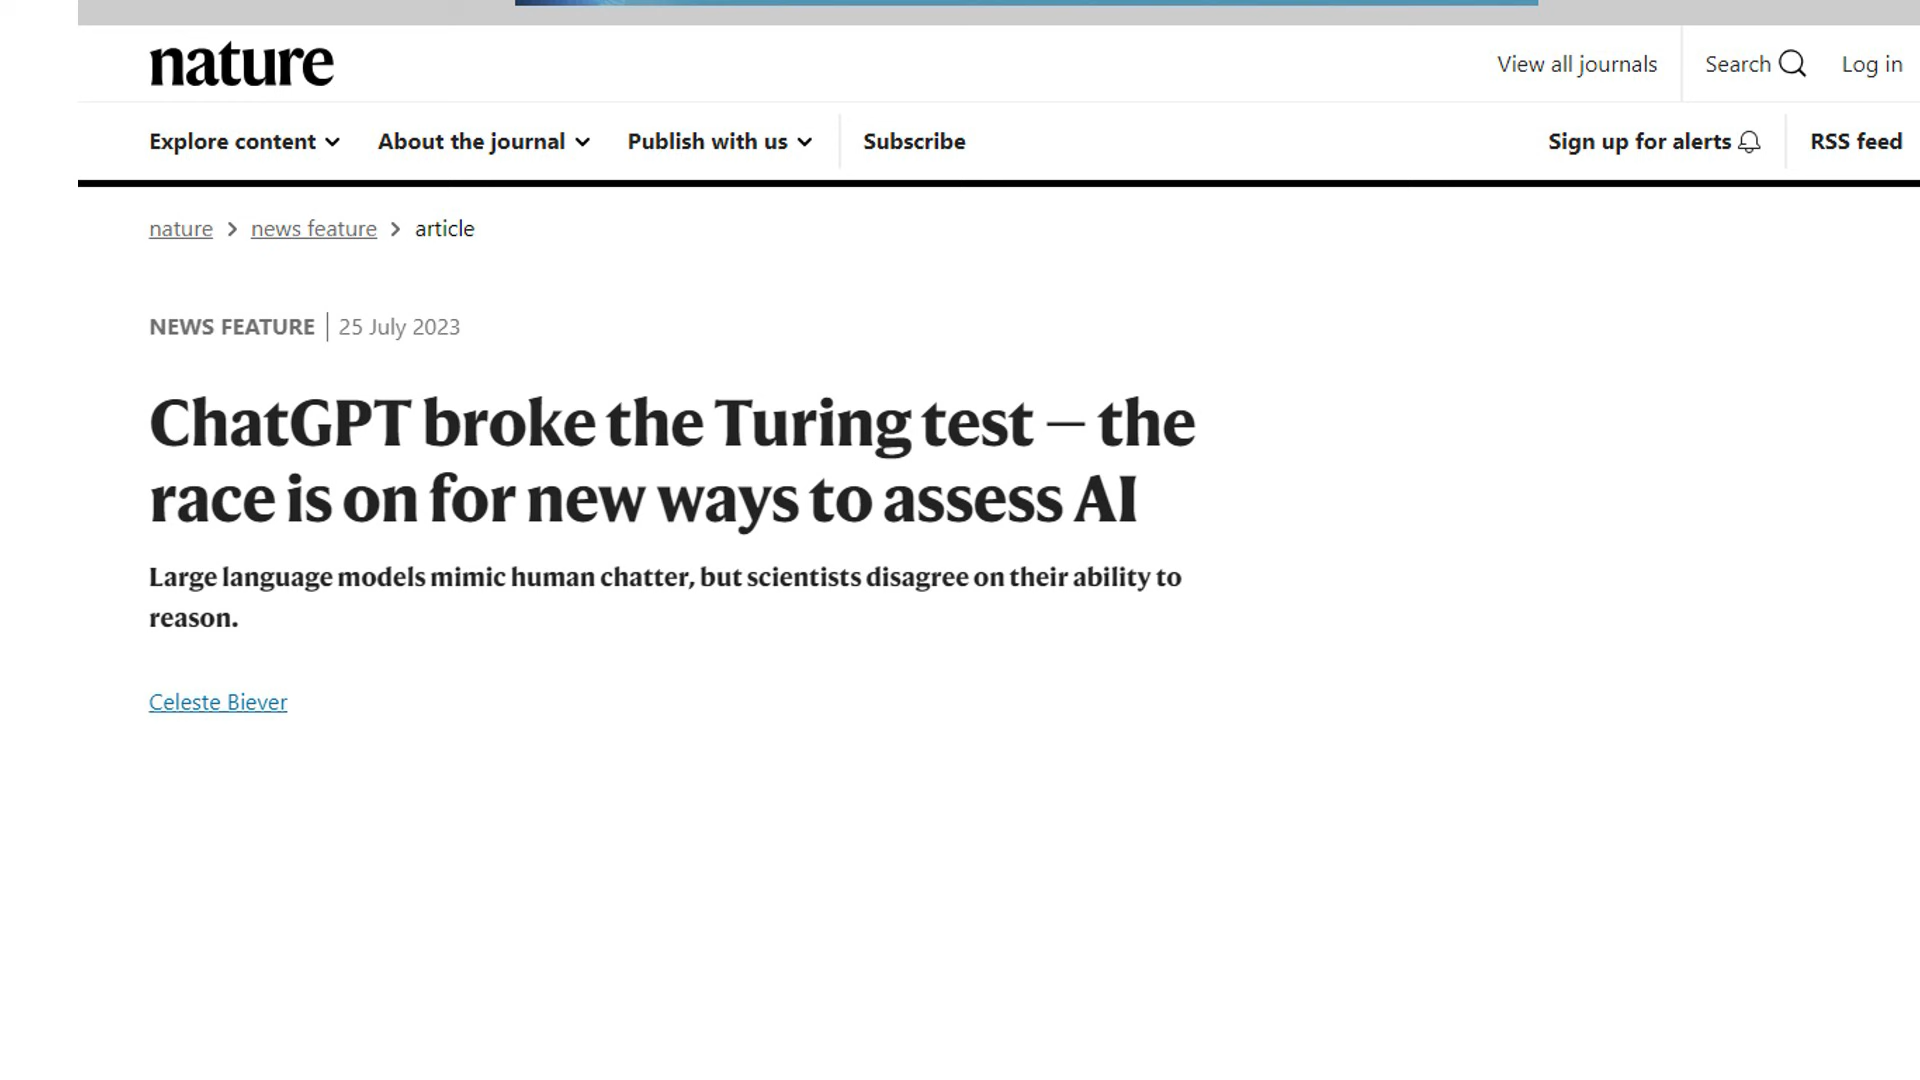 nature
View all journals
Search
Log in
Explore content
About the journal
Publish with us
Subscribe
Sign up for alerts
RSS feed
nature > news feature > article
NEWS FEATURE | 25 July 2023
ChatGPT broke the Turing test — the
race is on for new ways to assess AI
Large language models mimic human chatter, but scientists disagree on their ability to
reason.
Celeste Biever